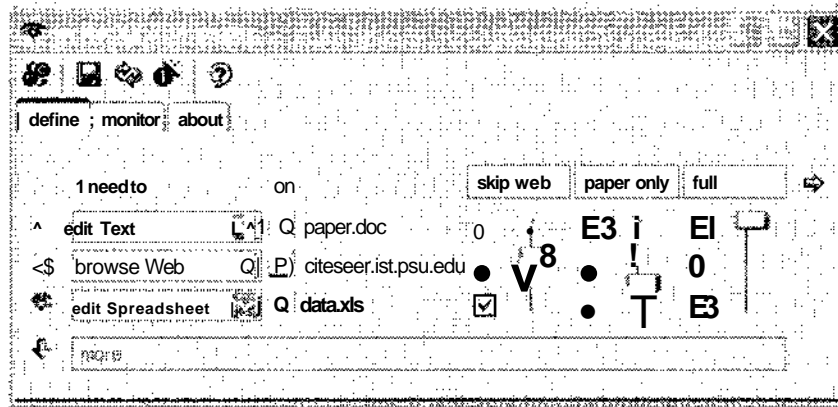 define ; monitor about
1 need to on skip web paper only full
edit Text Q paper.doc
browse Web Q P) citeseer.ist.psu.edu
edit Spreadsheet Q data.xls
more